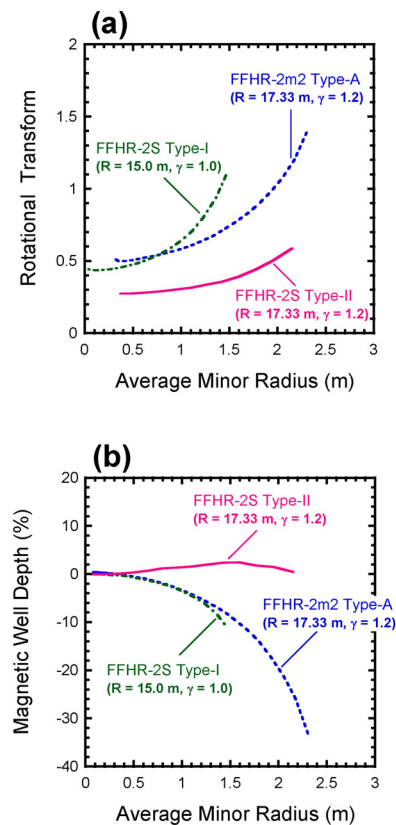 (a)
2
1.5
1
0.5
0
0
0.5
1
1.5
2
2.5
3
Rotational Transform
Average Minor Radius (m)
FFHR-2m2 Type-A
(R = 17.33 m, γ = 1.2)
FFHR-2S Type-I
(R = 15.0 m, γ = 1.0)
FFHR-2S Type-II
(R = 17.33 m, γ = 1.2)
(b)
20
10
0
-10
-20
-30
-40
0
0.5
1
1.5
2
2.5
3
Magnetic Well Depth (%)
Average Minor Radius (m)
FFHR-2S Type-II
(R = 17.33 m, γ = 1.2)
FFHR-2m2 Type-A
(R = 17.33 m, γ = 1.2)
FFHR-2S Type-I
(R = 15.0 m, γ = 1.0)